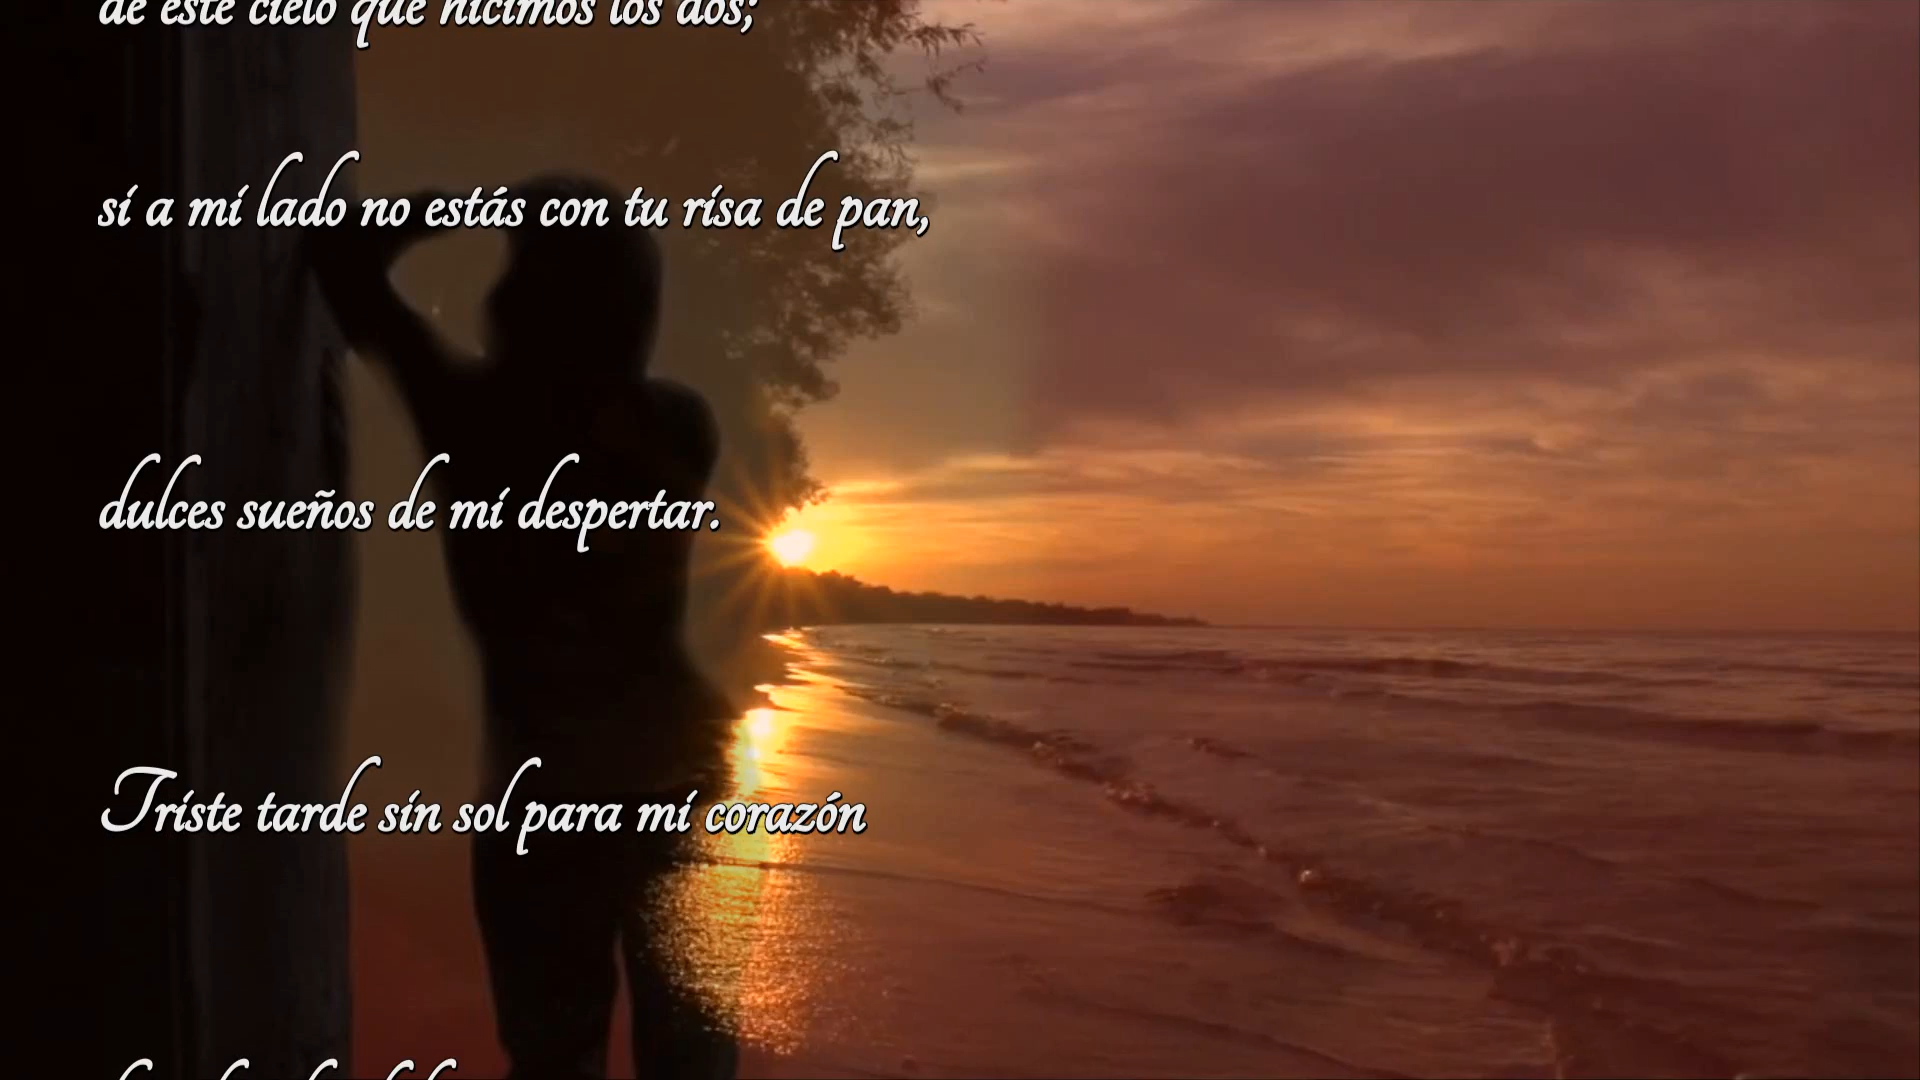 de este cielo que hicimos los dos;
si a mi lado no estás con tu risa de pan,
dulces sueños de mi despertar.
Triste tarde sin sol para mi corazón